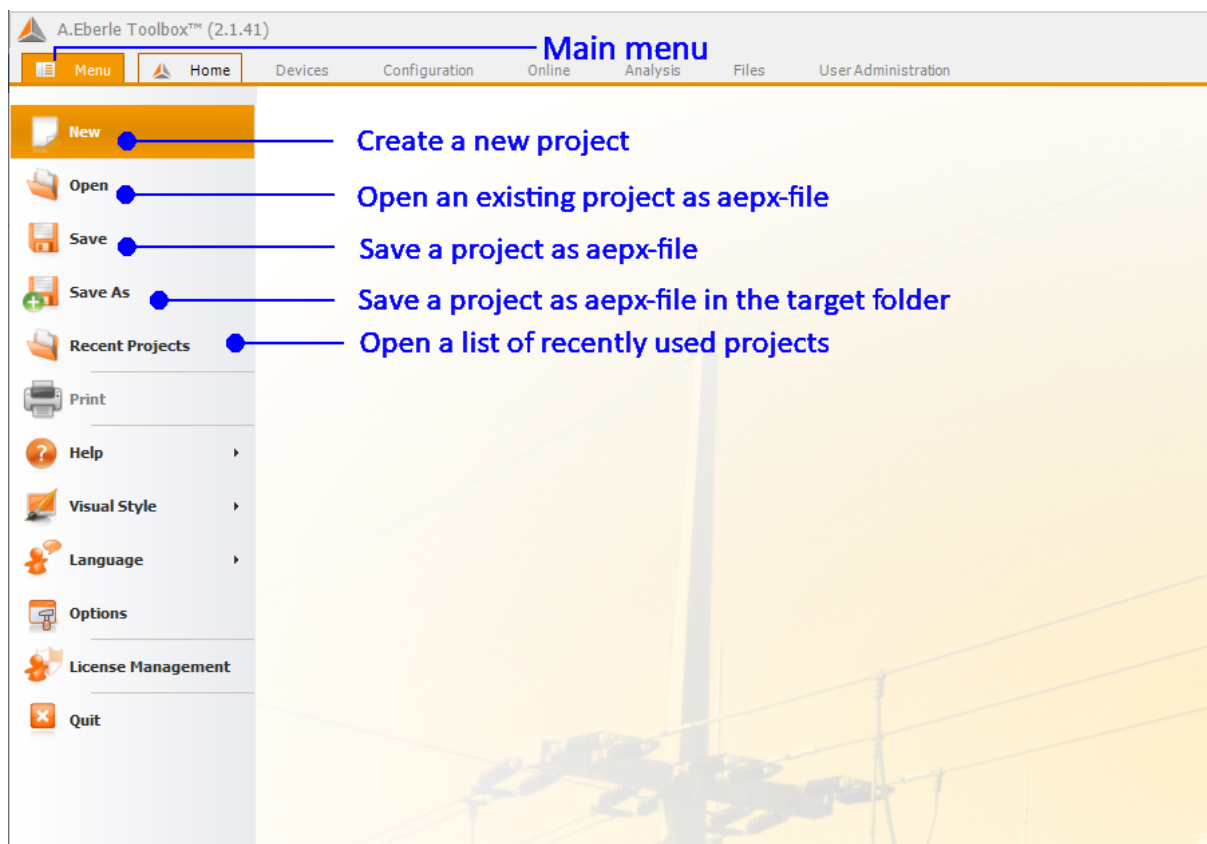 A.Eberle Toolbox™ (2.1.41)
Main menu
Menu Home Devices Configuration Online Analysis Files User Administration
New
Create a new project
Open
Open an existing project as aepx-file
Save
Save a project as aepx-file
Save As
Save a project as aepx-file in the target folder
Recent Projects
Open a list of recently used projects
Print
Help
Visual Style
Language
Options
License Management
Quit